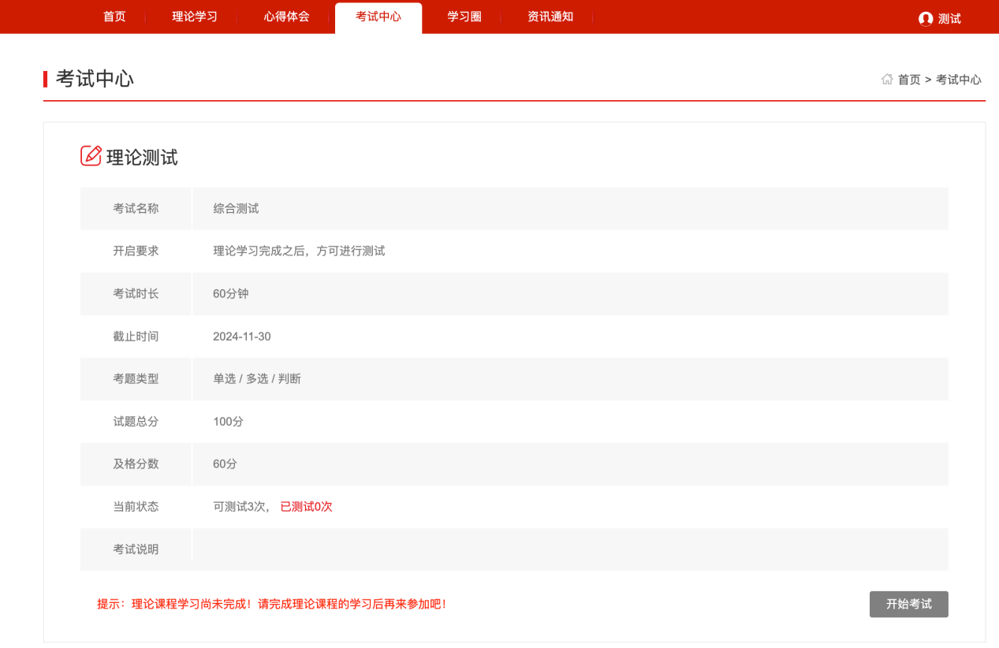 首页 理论学习 心得体会 考试中心 学习圈 资讯通知 测试
考试中心 首页 > 考试中心
理论测试
考试名称 综合测试
开启要求 理论学习完成之后，方可进行测试
考试时长 60分钟
截止时间 2024-11-30
考题类型 单选 / 多选 / 判断
试题总分 100分
及格分数 60分
当前状态 可测试3次， 已测试0次
考试说明
提示：理论课程学习尚未完成！请完成理论课程的学习后再来参加吧！ 开始考试